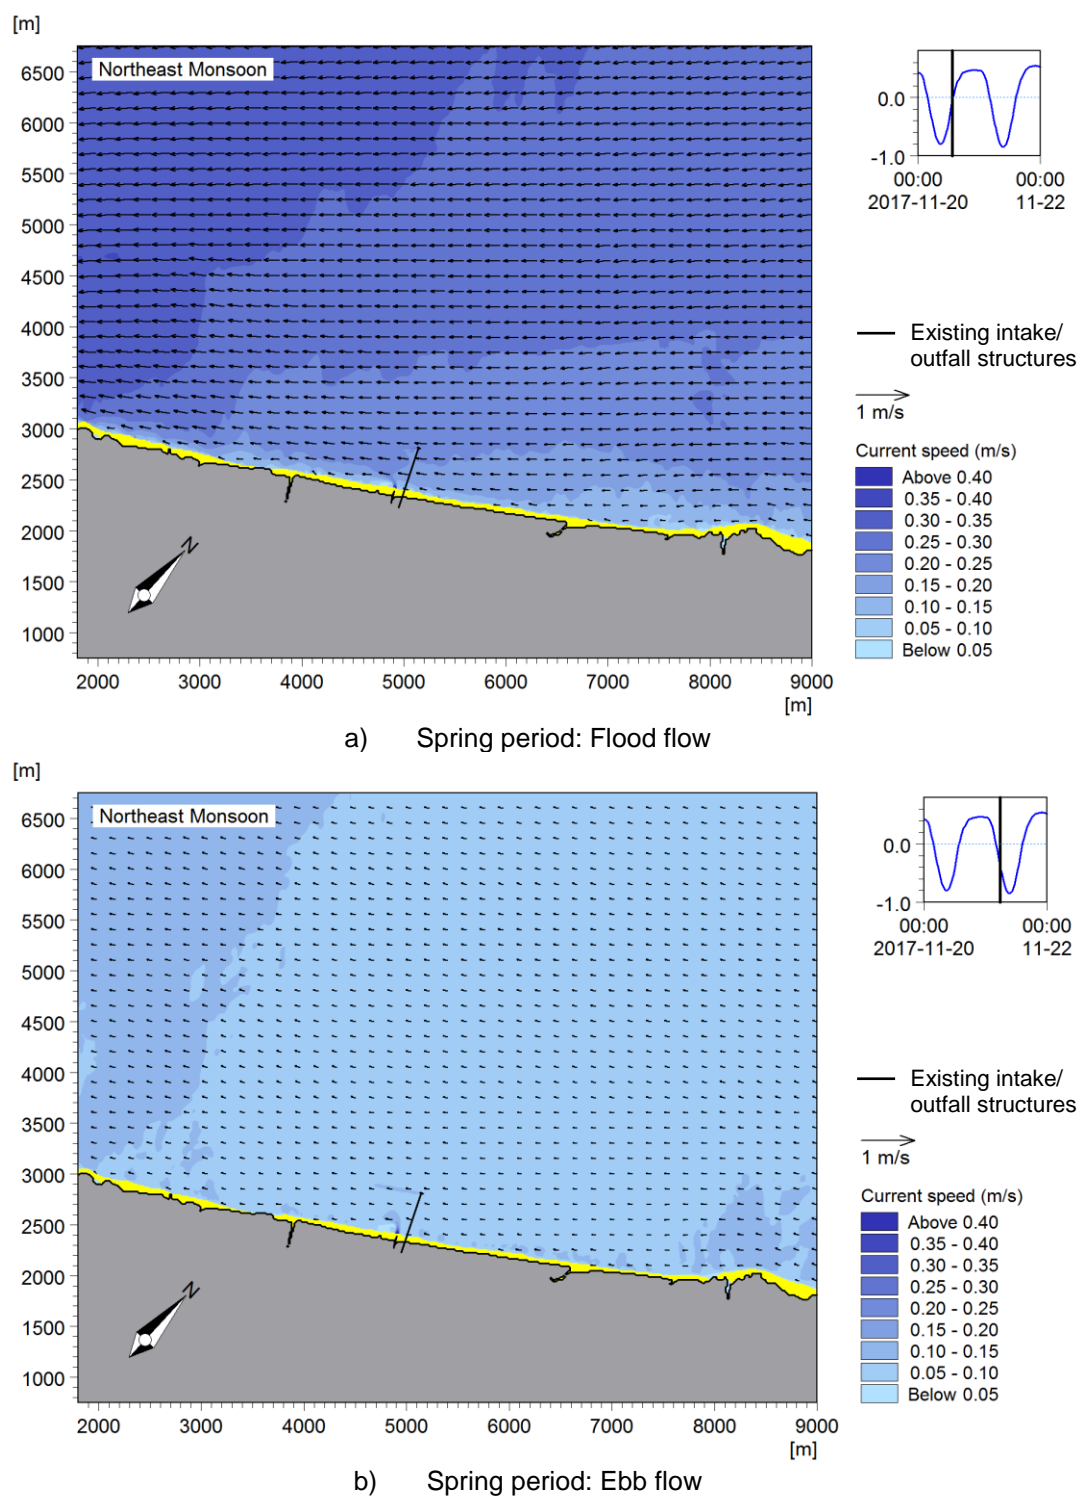 [m]
Northeast Monsoon
6500
6000
5500
5000
4500
4000
3500
3000
2500
2000
1500
1000
N
2000 3000 4000 5000 6000 7000 8000 9000
[m]
0.0
-1.0
00:00 00:00
2017-11-20 11-22
Existing intake/
outfall structures
1 m/s
Current speed (m/s)
Above 0.40
0.35 - 0.40
0.30 - 0.35
0.25 - 0.30
0.20 - 0.25
0.15 - 0.20
0.10 - 0.15
0.05 - 0.10
Below 0.05
a) Spring period: Flood flow
[m]
Northeast Monsoon
6500
6000
5500
5000
4500
4000
3500
3000
2500
2000
1500
1000
N
2000 3000 4000 5000 6000 7000 8000 9000
[m]
0.0
-1.0
00:00 00:00
2017-11-20 11-22
Existing intake/
outfall structures
1 m/s
Current speed (m/s)
Above 0.40
0.35 - 0.40
0.30 - 0.35
0.25 - 0.30
0.20 - 0.25
0.15 - 0.20
0.10 - 0.15
0.05 - 0.10
Below 0.05
b) Spring period: Ebb flow